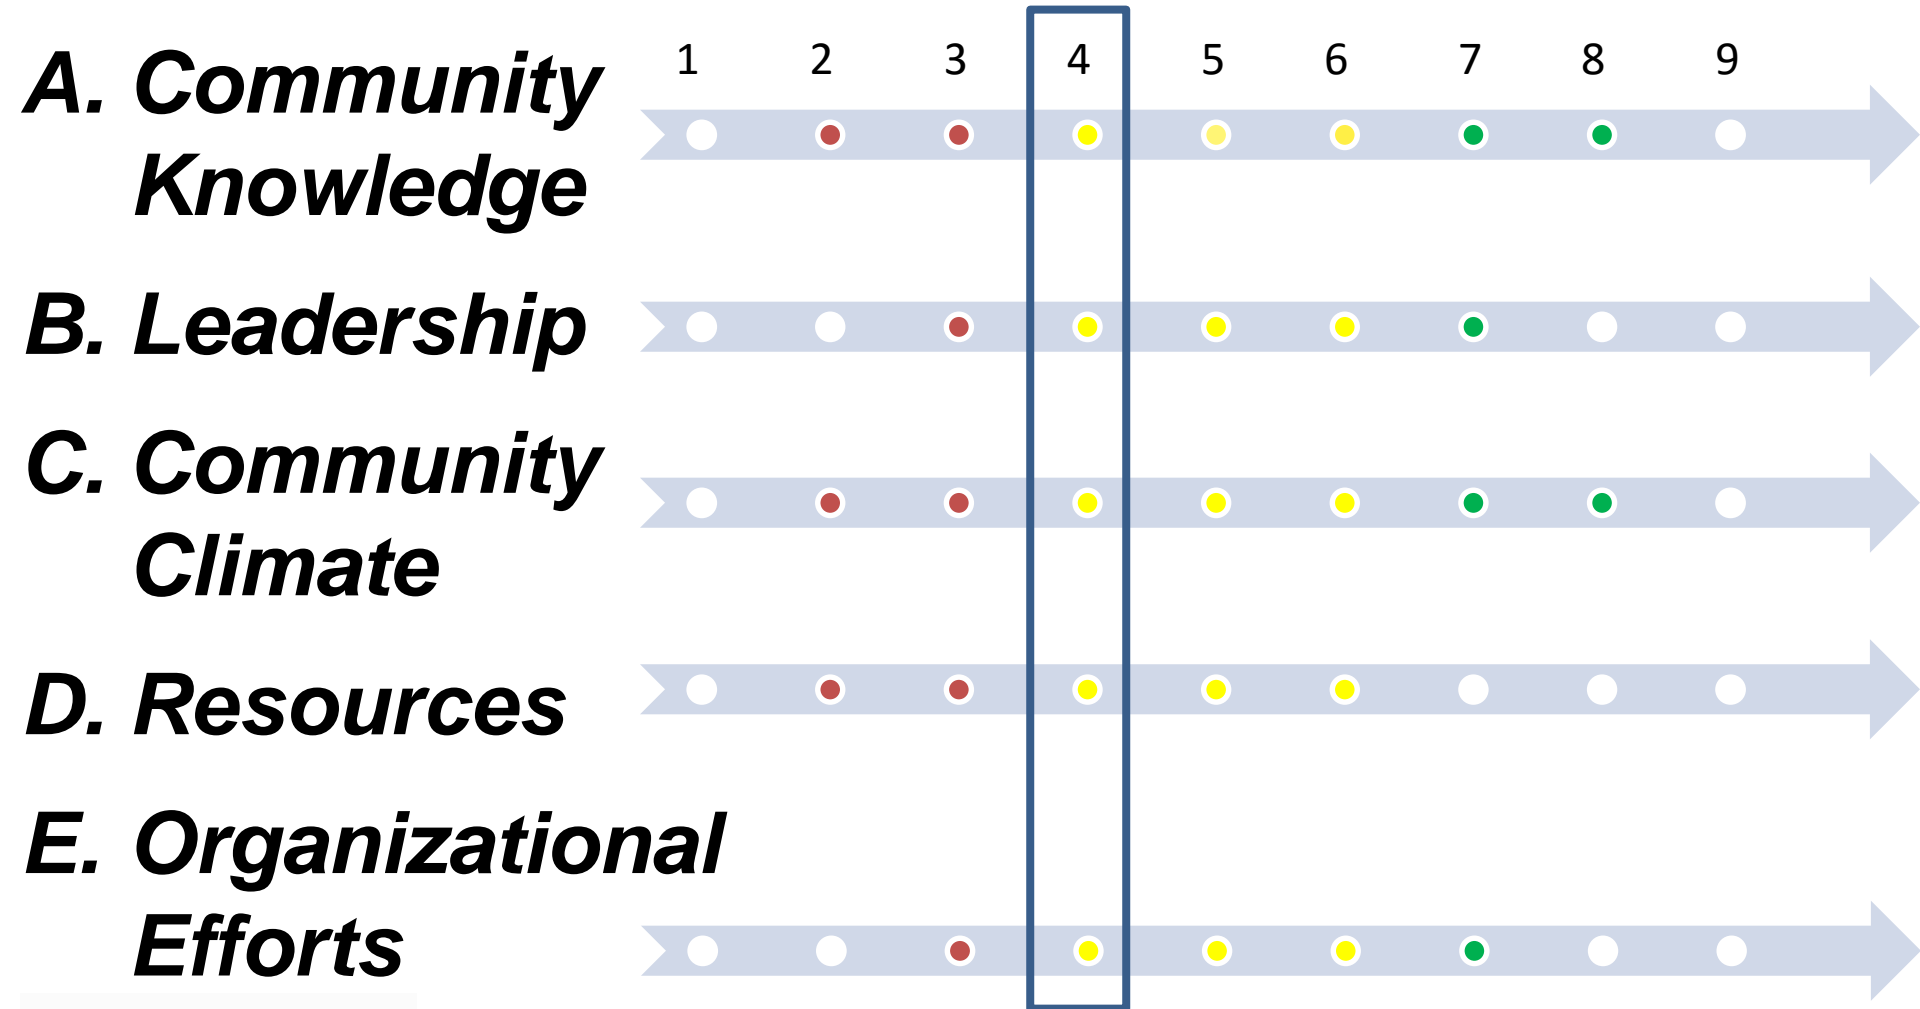 A. Community
Knowledge
1 2 3 4 5 6 7 8 9
B. Leadership
C. Community
Climate
D. Resources
E. Organizational
Efforts